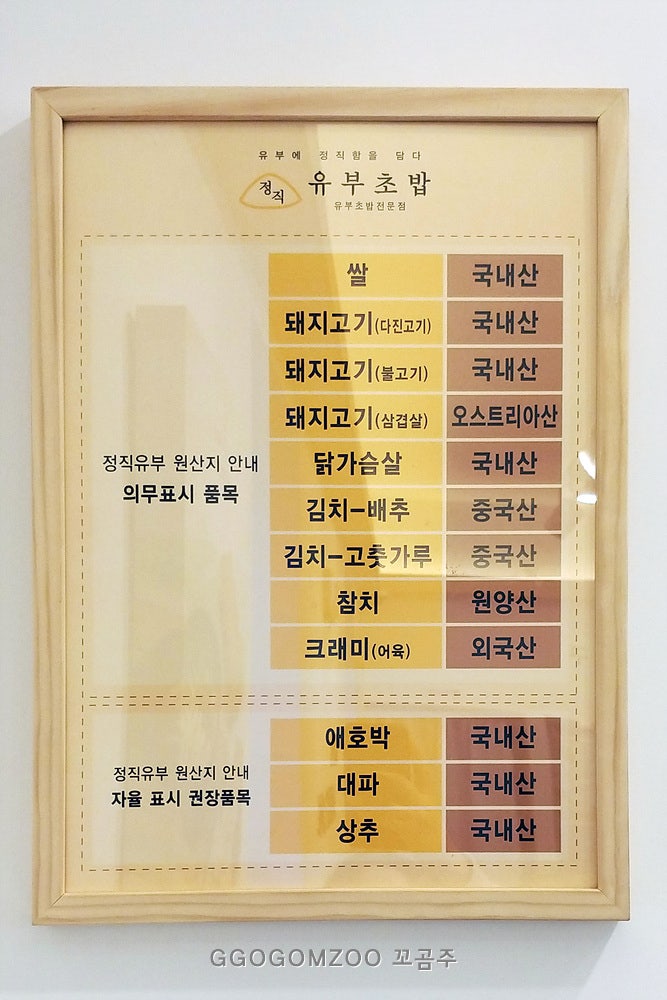 유부에 정직함을 담다
정직 유부초밥
유부초밥전문점
정직유부 원산지 안내
의무표시 품목
쌀 국내산
돼지고기(다진고기) 국내산
돼지고기(불고기) 국내산
돼지고기(삼겹살) 오스트리아산
닭가슴살 국내산
김치-배추 중국산
김치-고춧가루 중국산
참치 원양산
크래미(어육) 외국산
정직유부 원산지 안내
자율 표시 권장품목
애호박 국내산
대파 국내산
상추 국내산
GGOGOMZOO 꼬곰주